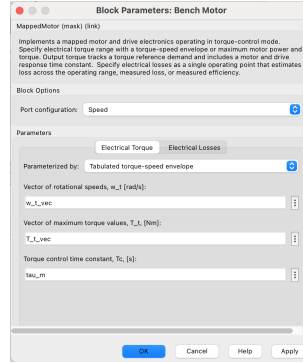 Block Parameters: Bench Motor
MappedMotor (mask) (link)
Implements a mapped motor and drive electronics operating in torque-control mode.
Specify electrical torque range with a torque-speed envelope or maximum motor power and
torque. Output torque tracks a torque reference demand and includes a motor and drive
response time constant. Specify electrical losses as a single operating point that estimates
loss across the operating range, measured loss, or measured efficiency.
Block Options
Port configuration: Speed
Parameters
Electrical Torque Electrical Losses
Parameterized by: Tabulated torque-speed envelope
Vector of rotational speeds, w_t [rad/s]:
w_t_vec
Vector of maximum torque values, T_t, [Nm]:
T_t_vec
Torque control time constant, Tc, [s]:
tau_m
OK Cancel Help Apply